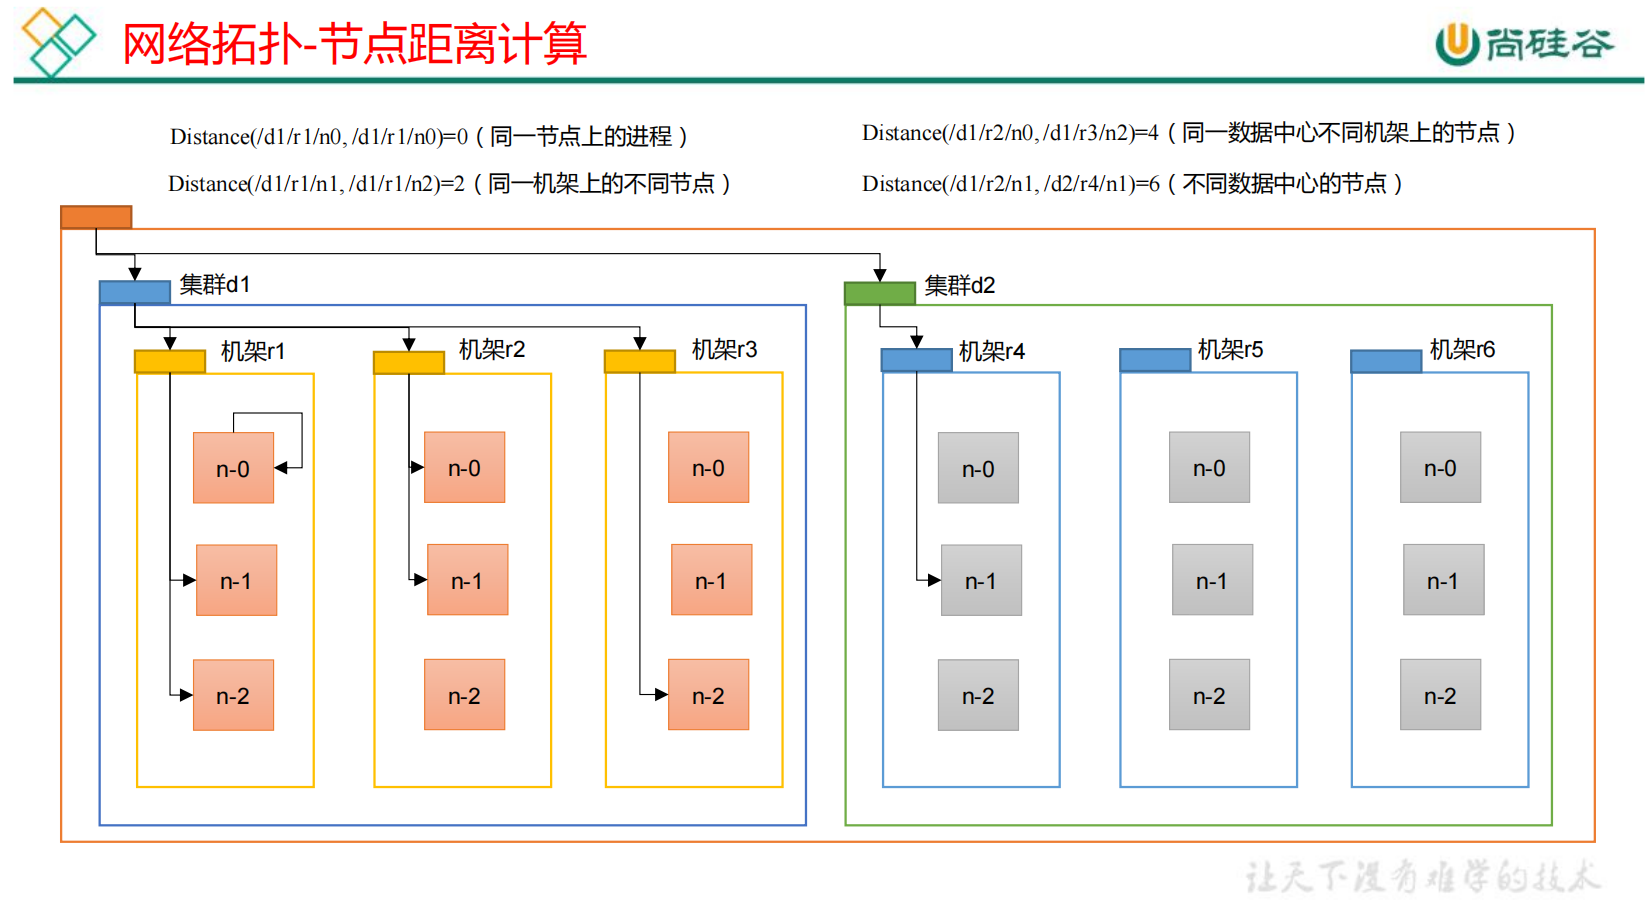 网络拓扑-节点距离计算
尚硅谷
Distance(/d1/r1/n0, /d1/r1/n0)=0（同一节点上的进程）
Distance(/d1/r2/n0, /d1/r3/n2)=4（同一数据中心不同机架上的节点）
Distance(/d1/r1/n1, /d1/r1/n2)=2（同一机架上的不同节点）
Distance(/d1/r2/n1, /d2/r4/n1)=6（不同数据中心的节点）
集群d1
集群d2
机架r1
机架r2
机架r3
机架r4
机架r5
机架r6
n-0
n-0
n-0
n-0
n-0
n-0
n-1
n-1
n-1
n-1
n-1
n-1
n-2
n-2
n-2
n-2
n-2
n-2
让天下没有难学的技术